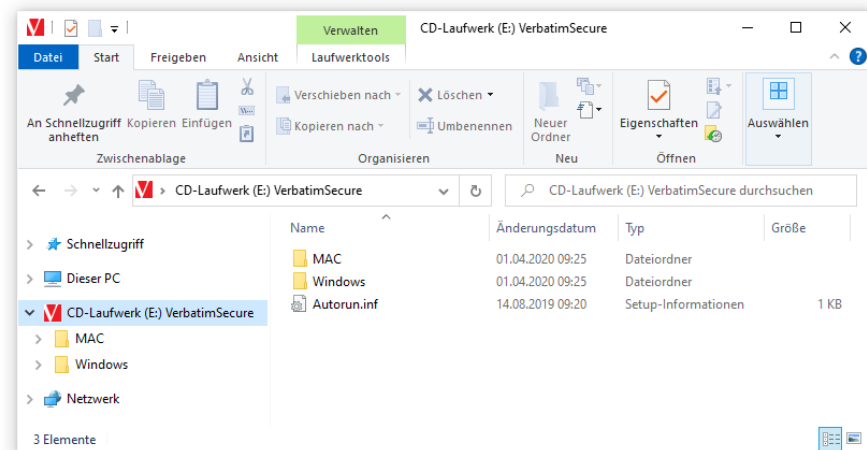 Verwalten
CD-Laufwerk (E:) VerbatimSecure
Datei
Start
Freigeben
Ansicht
Laufwerktools
An Schnellzugriff anheften
Kopieren
Einfügen
Verschieben nach
Kopieren nach
Löschen
Umbenennen
Neuer
Ordner
Eigenschaften
Auswählen
Zwischenablage
Organisieren
Neu
Öffnen
CD-Laufwerk (E:) VerbatimSecure
CD-Laufwerk (E:) VerbatimSecure durchsuchen
Name
Änderungsdatum
Typ
Größe
MAC
01.04.2020 09:25
Dateiordner
Windows
01.04.2020 09:25
Dateiordner
Autorun.inf
14.08.2019 09:20
Setup-Informationen
1 KB
Schnellzugriff
Dieser PC
CD-Laufwerk (E:) VerbatimSecure
MAC
Windows
Netzwerk
3 Elemente